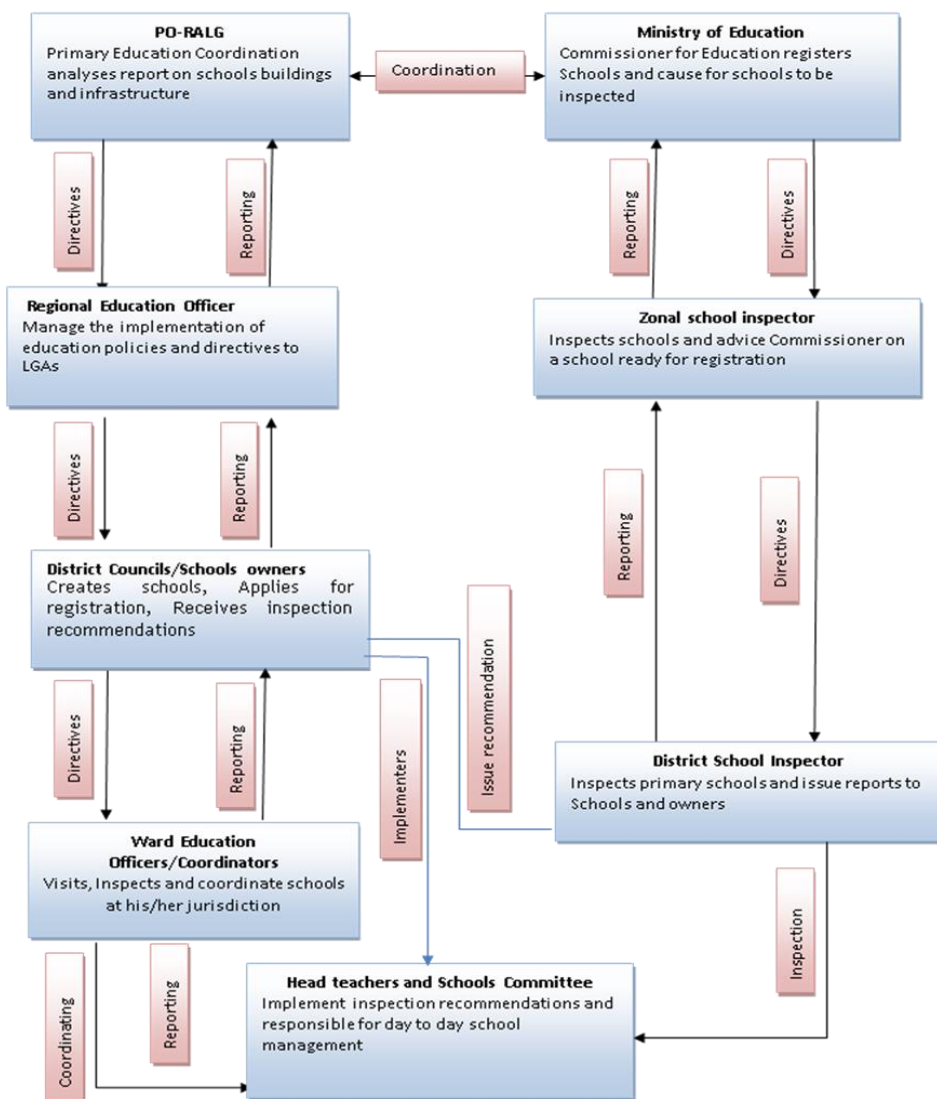 PO-RALG
Primary Education Coordination
analyses report on schools buildings
and infrastructure
Coordination
Ministry of Education
Commissioner for Education registers
Schools and cause for schools to be
inspected
Directives
Reporting
Reporting
Directives
Regional Education Officer
Manage the implementation of
education policies and directives to
LGAs
Zonal school inspector
Inspects schools and advice Commissioner on
a school ready for registration
Directives
Reporting
Reporting
Directives
District Councils/Schools owners
Creates schools, Applies for
registration, Receives inspection
recommendations
Directives
Reporting
Implementers
Issue recommendation
District School Inspector
Inspects primary schools and issue reports to
Schools and owners
Ward Education
Officers/Coordinators
Visits, Inspects and coordinate schools
at his/her jurisdiction
Inspection
Coordinating
Reporting
Head teachers and Schools Committee
Implement inspection recommendations and
responsible for day to day school
management